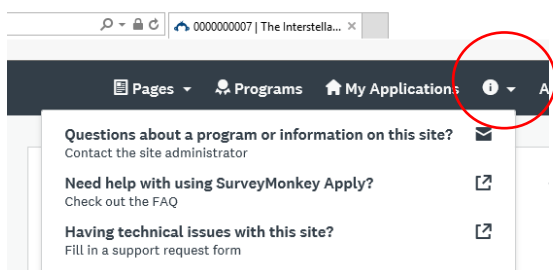 0000000007 | The Interstella...
Pages Programs My Applications
Questions about a program or information on this site?
Contact the site administrator
Need help with using SurveyMonkey Apply?
Check out the FAQ
Having technical issues with this site?
Fill in a support request form